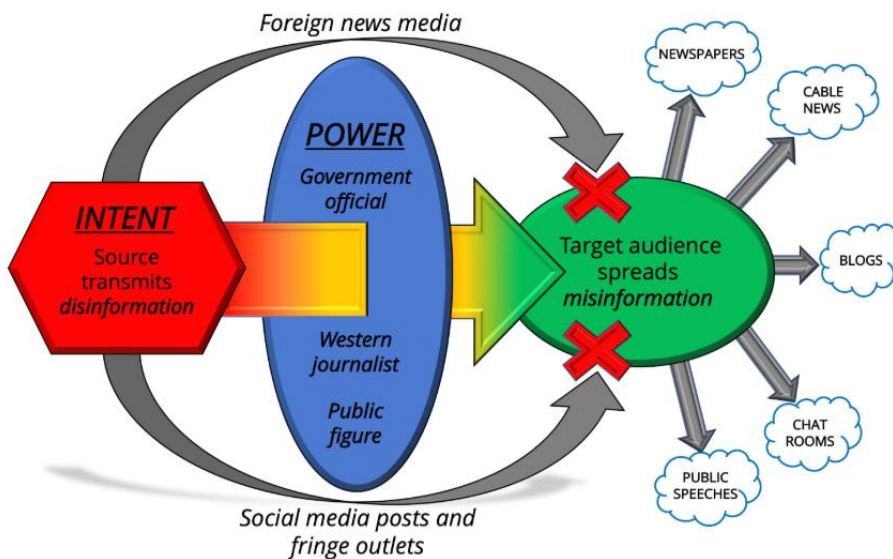 Foreign news media
INTENT
Source
transmits
disinformation
POWER
Government
official
Western
journalist
Public
figure
Target audience
spreads
misinformation
NEWSPAPERS
CABLE
NEWS
BLOGS
CHAT
ROOMS
PUBLIC
SPEECHES
Social media posts and
fringe outlets